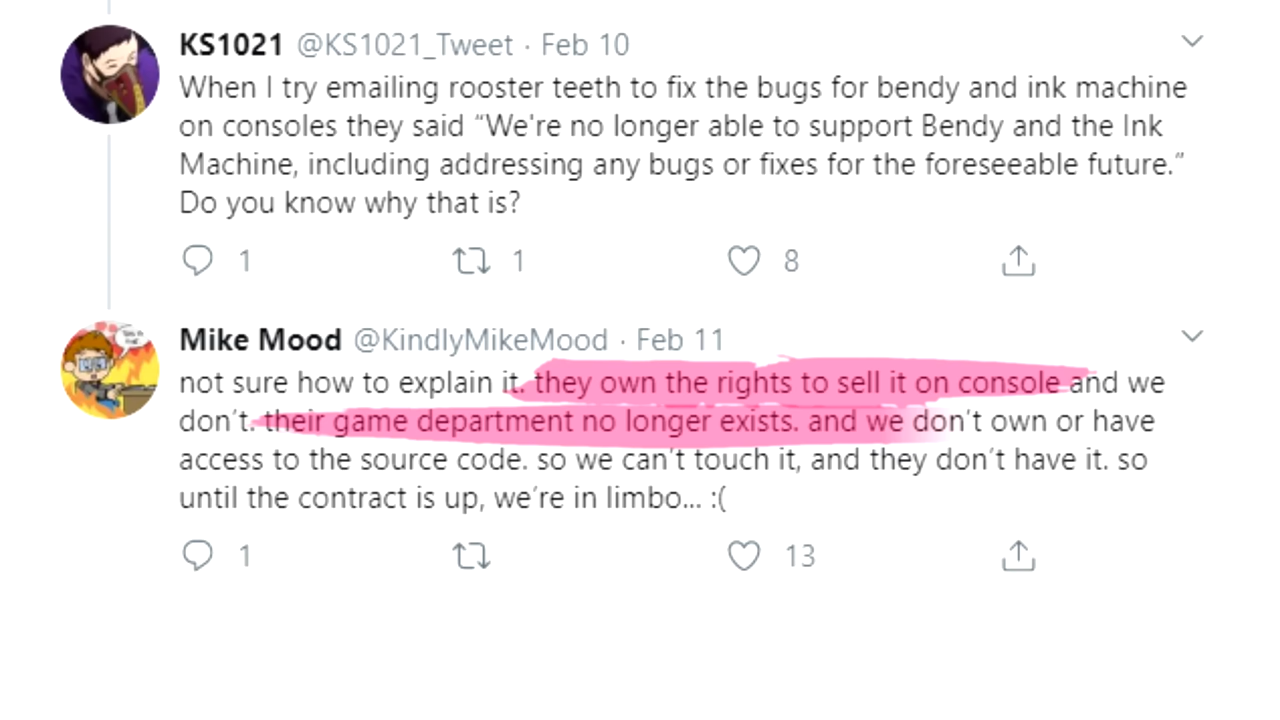 KS1021 @KS1021_Tweet · Feb 10
When I try emailing rooster teeth to fix the bugs for bendy and ink machine
on consoles they said “We're no longer able to support Bendy and the Ink
Machine, including addressing any bugs or fixes for the foreseeable future.”
Do you know why that is?
1 1 8
Mike Mood @KindlyMikeMood · Feb 11
not sure how to explain it. they own the rights to sell it on console and we
don't. their game department no longer exists. and we don't own or have
access to the source code. so we can't touch it, and they don't have it. so
until the contract is up, we're in limbo... :(
1 13